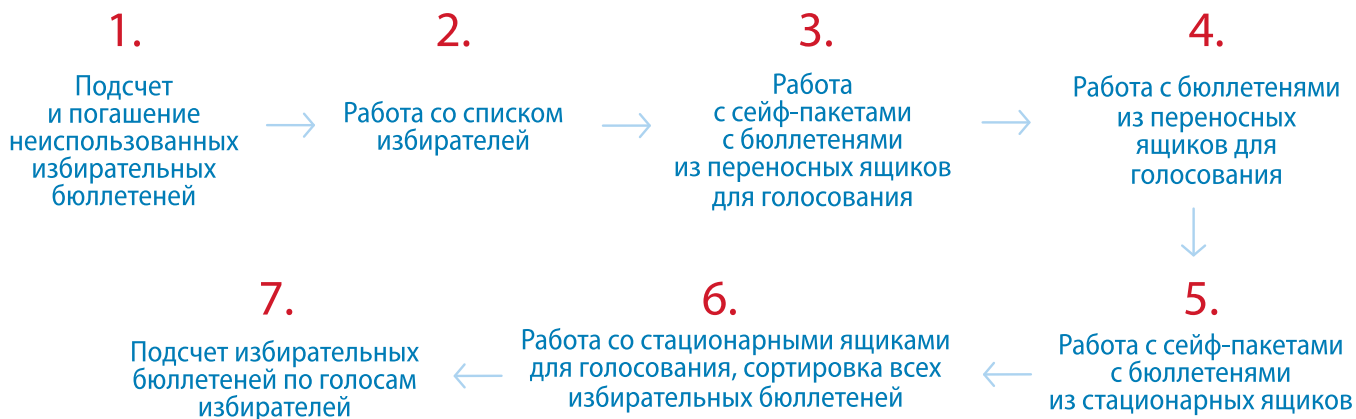 1.
Подсчет
и погашение
неиспользованных
избирательных
бюллетеней
2.
Работа со списком
избирателей
3.
Работа
с сейф-пакетами
с бюллетенями
из переносных ящиков
для голосования
4.
Работа с бюллетенями
из переносных
ящиков для
голосования
5.
Работа с сейф-пакетами
с бюллетенями
из стационарных ящиков
6.
Работа со стационарными ящиками
для голосования, сортировка всех
избирательных бюллетеней
7.
Подсчет избирательных
бюллетеней по голосам
избирателей